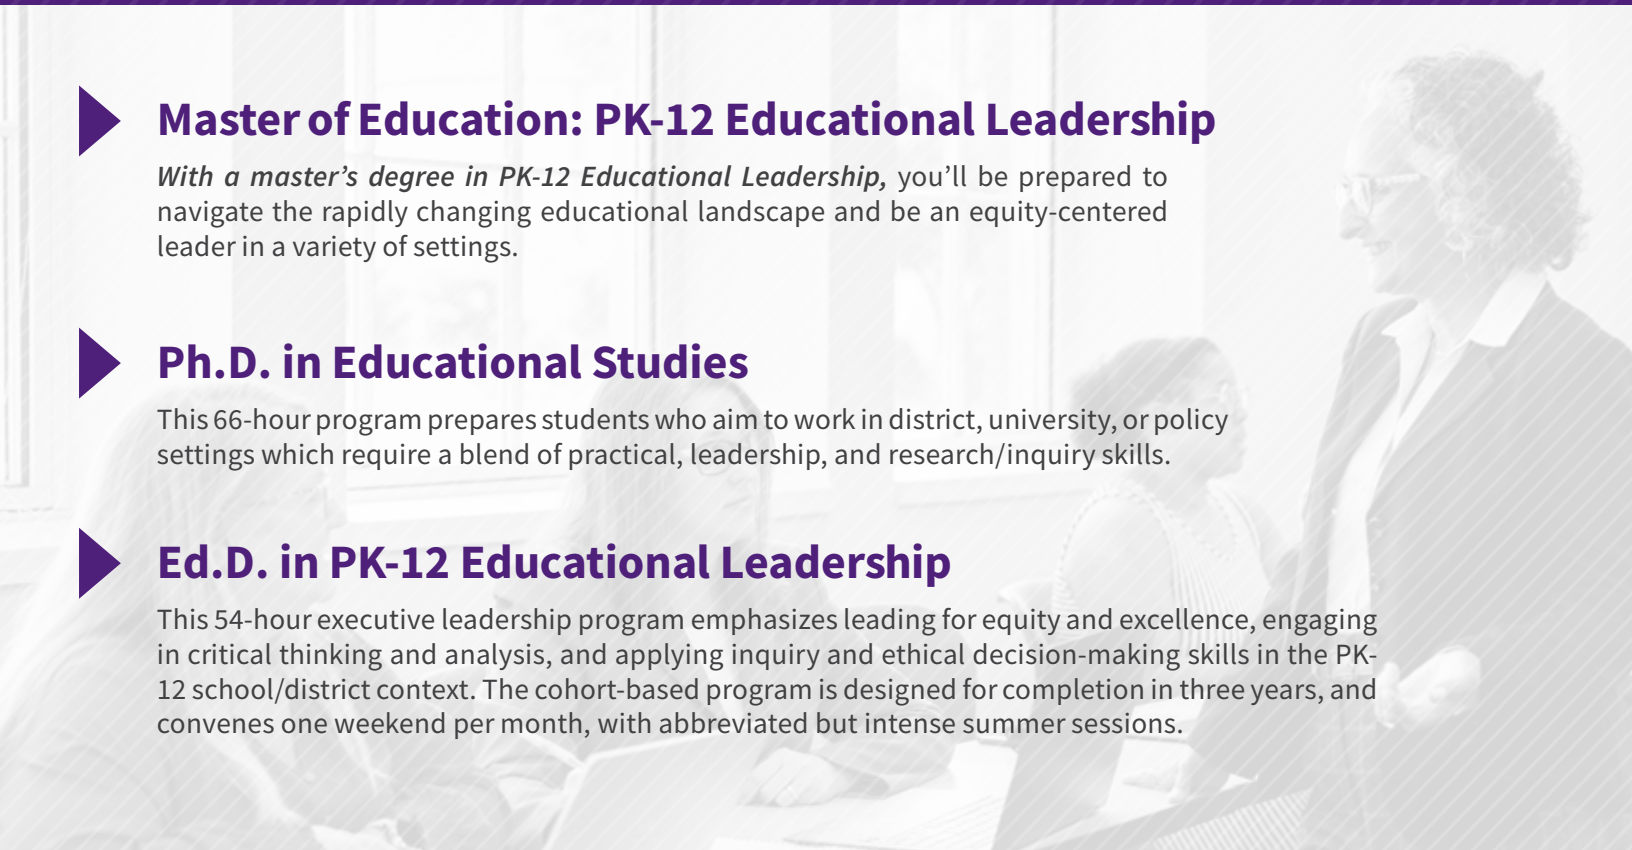 Master of Education: PK-12 Educational Leadership
With a master’s degree in PK-12 Educational Leadership, you’ll be prepared to
navigate the rapidly changing educational landscape and be an equity-centered
leader in a variety of settings.
Ph.D. in Educational Studies
This 66-hour program prepares students who aim to work in district, university, or policy
settings which require a blend of practical, leadership, and research/inquiry skills.
Ed.D. in PK-12 Educational Leadership
This 54-hour executive leadership program emphasizes leading for equity and excellence, engaging
in critical thinking and analysis, and applying inquiry and ethical decision-making skills in the PK-
12 school/district context. The cohort-based program is designed for completion in three years, and
convenes one weekend per month, with abbreviated but intense summer sessions.